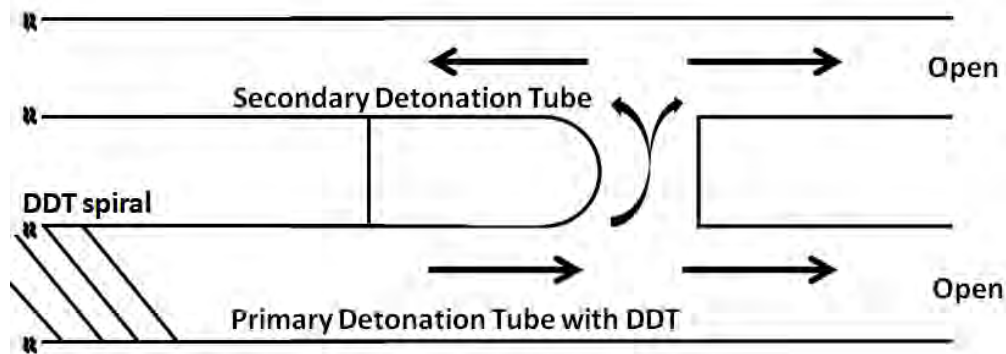 Open
Secondary Detonation Tube
DDT spiral
Open
Primary Detonation Tube with DDT